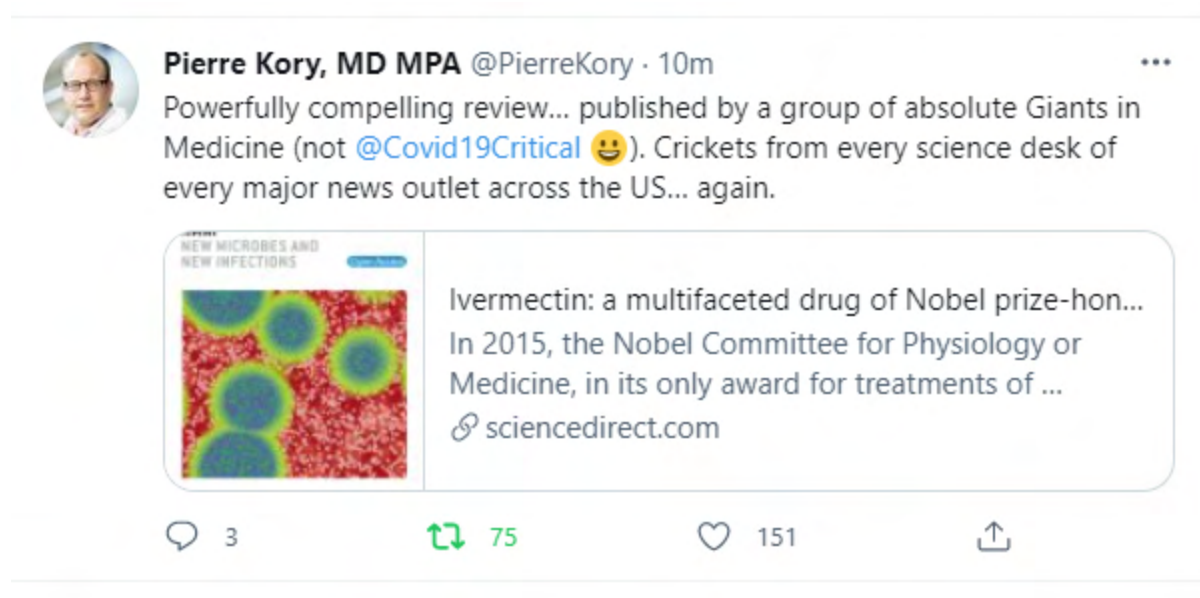 Pierre Kory, MD MPA @PierreKory · 10m
Powerfully compelling review... published by a group of absolute Giants in
Medicine (not @Covid19Critical 😃). Crickets from every science desk of
every major news outlet across the US... again.
NEW MICROBES AND
NEW INFECTIONS
Ivermectin: a multifaceted drug of Nobel prize-hon...
In 2015, the Nobel Committee for Physiology or
Medicine, in its only award for treatments of ...
sciencedirect.com
3
75
151